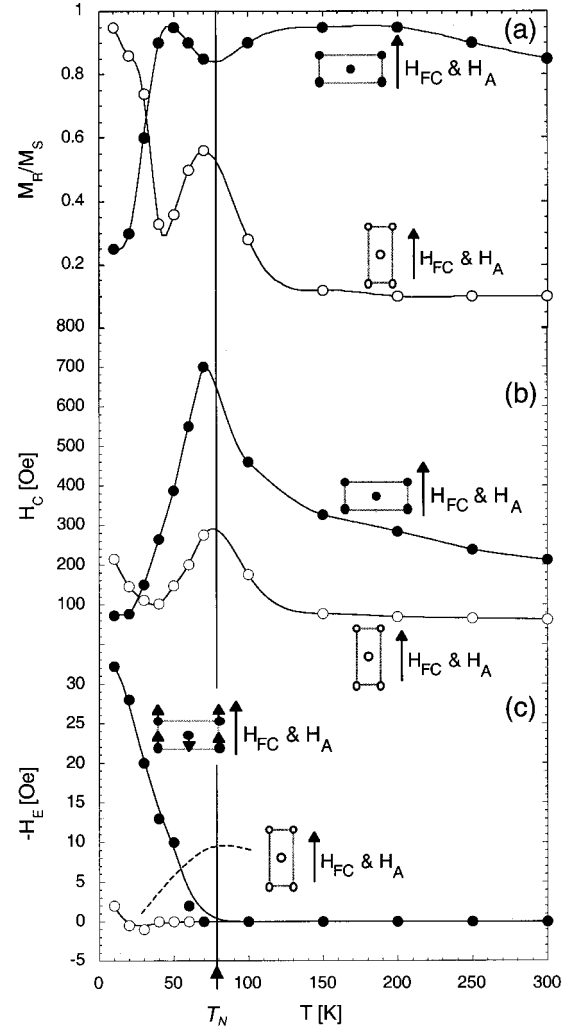 1
(a)
H_FC & H_A
0.8
M_R/M_S
0.6
H_FC & H_A
0.4
0.2
800
700
(b)
600
H_C [Oe]
500
H_FC & H_A
400
300
200
H_FC & H_A
100
30
(c)
25
H_FC & H_A
20
-H_E [Oe]
15
10
H_FC & H_A
5
0
-5
0 50 100 150 200 250 300
T_N T [K]